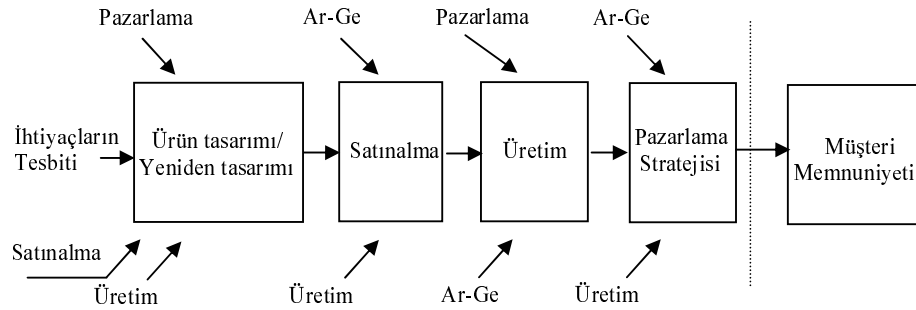 Pazarlama
Ar-Ge
Pazarlama
Ar-Ge
İhtiyaçların
Tesbiti
Ürün tasarımı/
Yeniden tasarımı
Satınalma
Üretim
Pazarlama
Stratejisi
Müşteri
Memnuniyeti
Satınalma
Üretim
Üretim
Ar-Ge
Üretim